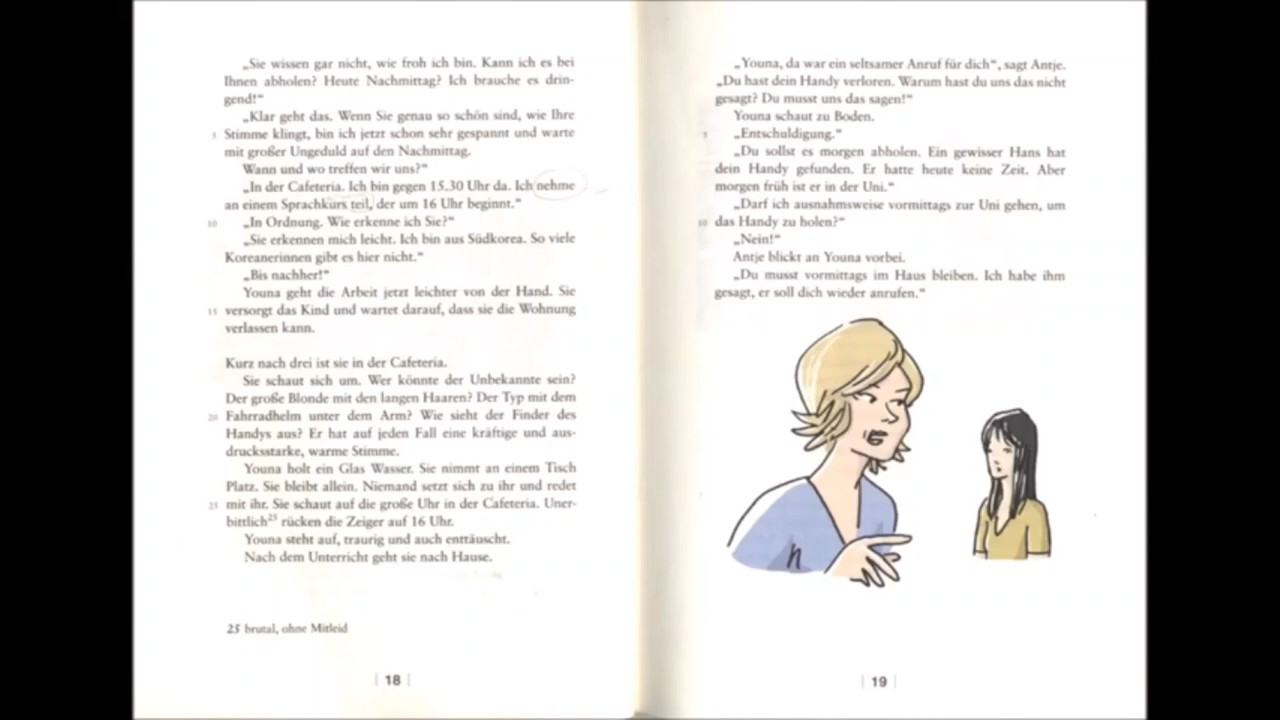 „Sie wissen gar nicht, wie froh ich bin. Kann ich es bei
Ihnen abholen? Heute Nachmittag? Ich brauche es drin-
gend!“
„Klar geht das. Wenn Sie genau so schön sind, wie Ihre
5 Stimme klingt, bin ich jetzt schon sehr gespannt und warte
mit großer Ungeduld auf den Nachmittag.
Wann und wo treffen wir uns?“
„In der Cafeteria. Ich bin gegen 15.30 Uhr da. Ich nehme
an einem Sprachkurs teil, der um 16 Uhr beginnt.“
10 „In Ordnung. Wie erkenne ich Sie?“
„Sie erkennen mich leicht. Ich bin aus Südkorea. So viele
Koreanerinnen gibt es hier nicht.“
„Bis nachher!“
Youna geht die Arbeit jetzt leichter von der Hand. Sie
15 versorgt das Kind und wartet darauf, dass sie die Wohnung
verlassen kann.
Kurz nach drei ist sie in der Cafeteria.
Sie schaut sich um. Wer könnte der Unbekannte sein?
Der große Blonde mit den langen Haaren? Der Typ mit dem
20 Fahrradhelm unter dem Arm? Wie sieht der Finder des
Handys aus? Er hat auf jeden Fall eine kräftige und aus-
drucksstarke, warme Stimme.
Youna holt ein Glas Wasser. Sie nimmt an einem Tisch
Platz. Sie bleibt allein. Niemand setzt sich zu ihr und redet
25 mit ihr. Sie schaut auf die große Uhr in der Cafeteria. Uner-
bittlich25 rücken die Zeiger auf 16 Uhr.
Youna steht auf, traurig und auch enttäuscht.
Nach dem Unterricht geht sie nach Hause.
25 brutal, ohne Mitleid
| 18 |
„Youna, da war ein seltsamer Anruf für dich“, sagt Antje.
„Du hast dein Handy verloren. Warum hast du uns das nicht
gesagt? Du musst uns das sagen!“
Youna schaut zu Boden.
5 „Entschuldigung.“
„Du sollst es morgen abholen. Ein gewisser Hans hat
dein Handy gefunden. Er hatte heute keine Zeit. Aber
morgen früh ist er in der Uni.“
„Darf ich ausnahmsweise vormittags zur Uni gehen, um
10 das Handy zu holen?“
„Nein!“
Antje blickt an Youna vorbei.
„Du musst vormittags im Haus bleiben. Ich habe ihm
gesagt, er soll dich wieder anrufen.“
| 19 |